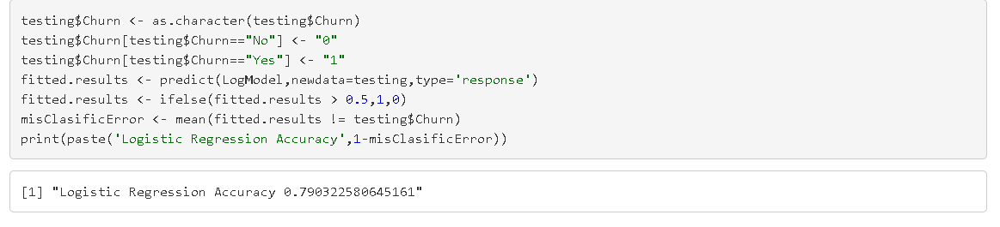 testing$Churn <- as.character(testing$Churn)
testing$Churn[testing$Churn=="No"] <- "0"
testing$Churn[testing$Churn=="Yes"] <- "1"
fitted.results <- predict(LogModel,newdata=testing,type='response')
fitted.results <- ifelse(fitted.results > 0.5,1,0)
misClasificError <- mean(fitted.results != testing$Churn)
print(paste('Logistic Regression Accuracy',1-misClasificError))
[1] "Logistic Regression Accuracy 0.790322580645161"